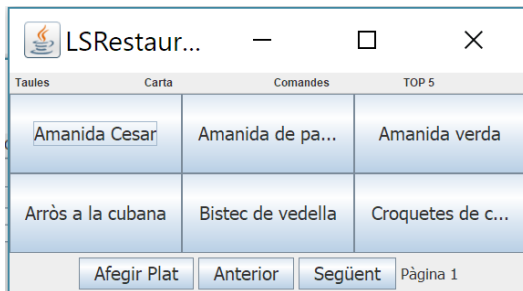 LSRestaur...
Taules Carta Comandes TOP 5
Amanida Cesar Amanida de pa... Amanida verda
Arròs a la cubana Bistec de vedella Croquetes de c...
Afegir Plat Anterior Següent Pàgina 1